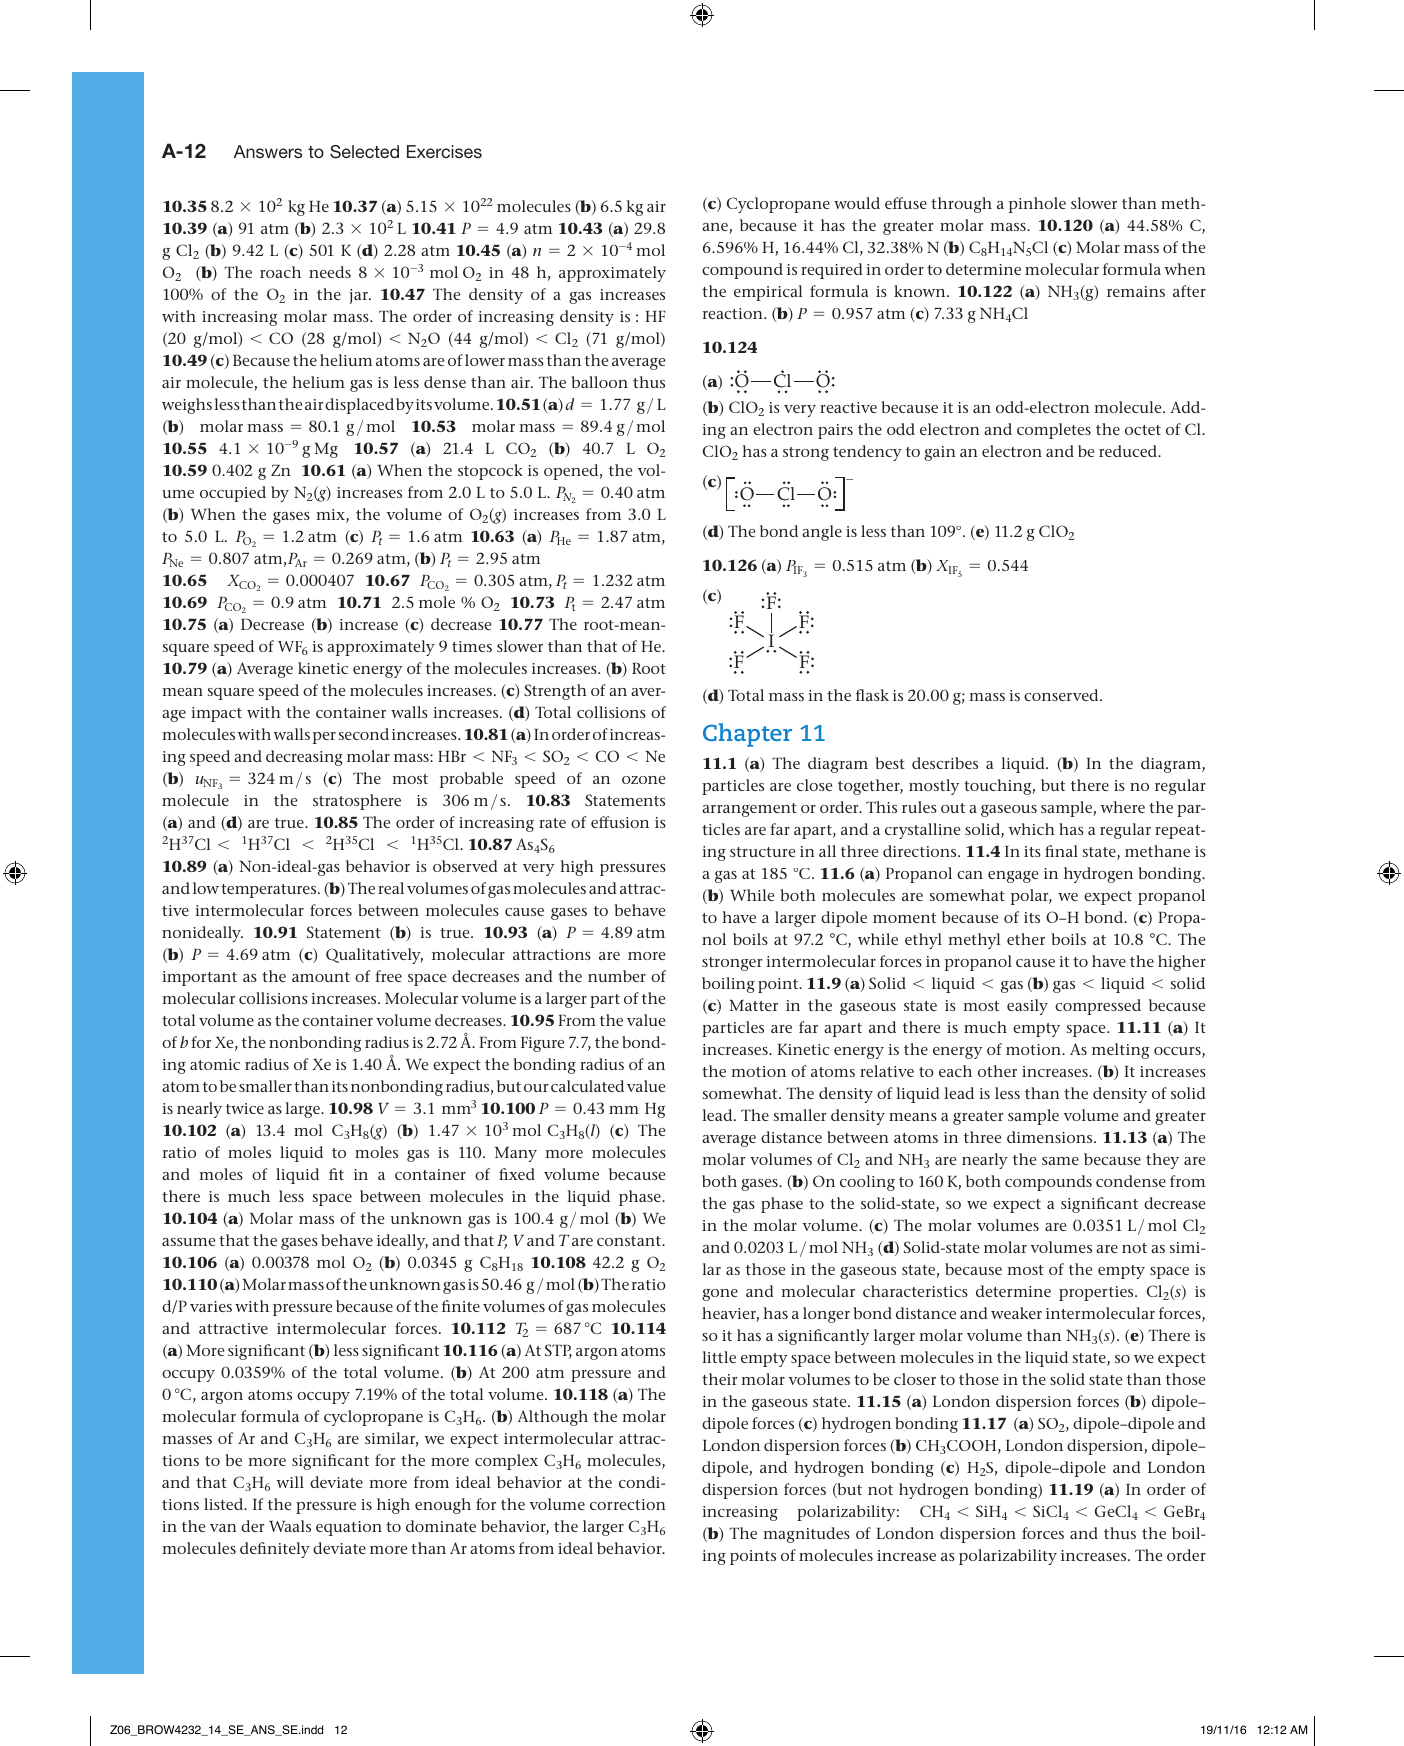 A-12 Answers to Selected Exercises
10.35 8.2 × 10² kg He 10.37 (a) 5.15 × 10²² molecules (b) 6.5 kg air
10.39 (a) 91 atm (b) 2.3 × 10² L 10.41 P = 4.9 atm 10.43 (a) 29.8
g Cl₂ (b) 9.42 L (c) 501 K (d) 2.28 atm 10.45 (a) n = 2 × 10⁻⁴ mol
O₂ (b) The roach needs 8 × 10⁻³ mol O₂ in 48 h, approximately
100% of the O₂ in the jar. 10.47 The density of a gas increases
with increasing molar mass. The order of increasing density is : HF
(20 g/mol) < CO (28 g/mol) < N₂O (44 g/mol) < Cl₂ (71 g/mol)
10.49 (c) Because the helium atoms are of lower mass than the average
air molecule, the helium gas is less dense than air. The balloon thus
weighs less than the air displaced by its volume. 10.51 (a) d = 1.77 g/L
(b) molar mass = 80.1 g/mol 10.53 molar mass = 89.4 g/mol
10.55 4.1 × 10⁻⁹ g Mg 10.57 (a) 21.4 L CO₂ (b) 40.7 L O₂
10.59 0.402 g Zn 10.61 (a) When the stopcock is opened, the vol-
ume occupied by N₂(g) increases from 2.0 L to 5.0 L. P_N₂ = 0.40 atm
(b) When the gases mix, the volume of O₂(g) increases from 3.0 L
to 5.0 L. P_O₂ = 1.2 atm (c) P_t = 1.6 atm 10.63 (a) P_He = 1.87 atm,
P_Ne = 0.807 atm, P_Ar = 0.269 atm, (b) P_t = 2.95 atm
10.65 X_CO₂ = 0.000407 10.67 P_CO₂ = 0.305 atm, P_t = 1.232 atm
10.69 P_CO₂ = 0.9 atm 10.71 2.5 mole % O₂ 10.73 P_t = 2.47 atm
10.75 (a) Decrease (b) increase (c) decrease 10.77 The root-mean-
square speed of WF₆ is approximately 9 times slower than that of He.
10.79 (a) Average kinetic energy of the molecules increases. (b) Root
mean square speed of the molecules increases. (c) Strength of an aver-
age impact with the container walls increases. (d) Total collisions of
molecules with walls per second increases. 10.81 (a) In order of increas-
ing speed and decreasing molar mass: HBr < NF₃ < SO₂ < CO < Ne
(b) u_NF₃ = 324 m/s (c) The most probable speed of an ozone
molecule in the stratosphere is 306 m/s. 10.83 Statements
(a) and (d) are true. 10.85 The order of increasing rate of effusion is
²H³⁷Cl < ¹H³⁷Cl < ²H³⁵Cl < ¹H³⁵Cl. 10.87 As₄S₆
10.89 (a) Non-ideal-gas behavior is observed at very high pressures
and low temperatures. (b) The real volumes of gas molecules and attrac-
tive intermolecular forces between molecules cause gases to behave
nonideally. 10.91 Statement (b) is true. 10.93 (a) P = 4.89 atm
(b) P = 4.69 atm (c) Qualitatively, molecular attractions are more
important as the amount of free space decreases and the number of
molecular collisions increases. Molecular volume is a larger part of the
total volume as the container volume decreases. 10.95 From the value
of b for Xe, the nonbonding radius is 2.72 Å. From Figure 7.7, the bond-
ing atomic radius of Xe is 1.40 Å. We expect the bonding radius of an
atom to be smaller than its nonbonding radius, but our calculated value
is nearly twice as large. 10.98 V = 3.1 mm³ 10.100 P = 0.43 mm Hg
10.102 (a) 13.4 mol C₃H₈(g) (b) 1.47 × 10³ mol C₃H₈(l) (c) The
ratio of moles liquid to moles gas is 110. Many more molecules
and moles of liquid fit in a container of fixed volume because
there is much less space between molecules in the liquid phase.
10.104 (a) Molar mass of the unknown gas is 100.4 g/mol (b) We
assume that the gases behave ideally, and that P, V and T are constant.
10.106 (a) 0.00378 mol O₂ (b) 0.0345 g C₈H₁₈ 10.108 42.2 g O₂
10.110 (a) Molar mass of the unknown gas is 50.46 g/mol (b) The ratio
d/P varies with pressure because of the finite volumes of gas molecules
and attractive intermolecular forces. 10.112 T₂ = 687 °C 10.114
(a) More significant (b) less significant 10.116 (a) At STP, argon atoms
occupy 0.0359% of the total volume. (b) At 200 atm pressure and
0 °C, argon atoms occupy 7.19% of the total volume. 10.118 (a) The
molecular formula of cyclopropane is C₃H₆. (b) Although the molar
masses of Ar and C₃H₆ are similar, we expect intermolecular attrac-
tions to be more significant for the more complex C₃H₆ molecules,
and that C₃H₆ will deviate more from ideal behavior at the condi-
tions listed. If the pressure is high enough for the volume correction
in the van der Waals equation to dominate behavior, the larger C₃H₆
molecules definitely deviate more than Ar atoms from ideal behavior.
(c) Cyclopropane would effuse through a pinhole slower than meth-
ane, because it has the greater molar mass. 10.120 (a) 44.58% C,
6.596% H, 16.44% Cl, 32.38% N (b) C₈H₁₄N₅Cl (c) Molar mass of the
compound is required in order to determine molecular formula when
the empirical formula is known. 10.122 (a) NH₃(g) remains after
reaction. (b) P = 0.957 atm (c) 7.33 g NH₄Cl
10.124
(a) O—Cl—O
(b) ClO₂ is very reactive because it is an odd-electron molecule. Add-
ing an electron pairs the odd electron and completes the octet of Cl.
ClO₂ has a strong tendency to gain an electron and be reduced.
(c) [O—Cl—O]⁻
(d) The bond angle is less than 109°. (e) 11.2 g ClO₂
10.126 (a) P_IF₃ = 0.515 atm (b) X_IF₅ = 0.544
(c) F
F F
I
F F
(d) Total mass in the flask is 20.00 g; mass is conserved.
Chapter 11
11.1 (a) The diagram best describes a liquid. (b) In the diagram,
particles are close together, mostly touching, but there is no regular
arrangement or order. This rules out a gaseous sample, where the par-
ticles are far apart, and a crystalline solid, which has a regular repeat-
ing structure in all three directions. 11.4 In its final state, methane is
a gas at 185 °C. 11.6 (a) Propanol can engage in hydrogen bonding.
(b) While both molecules are somewhat polar, we expect propanol
to have a larger dipole moment because of its O–H bond. (c) Propa-
nol boils at 97.2 °C, while ethyl methyl ether boils at 10.8 °C. The
stronger intermolecular forces in propanol cause it to have the higher
boiling point. 11.9 (a) Solid < liquid < gas (b) gas < liquid < solid
(c) Matter in the gaseous state is most easily compressed because
particles are far apart and there is much empty space. 11.11 (a) It
increases. Kinetic energy is the energy of motion. As melting occurs,
the motion of atoms relative to each other increases. (b) It increases
somewhat. The density of liquid lead is less than the density of solid
lead. The smaller density means a greater sample volume and greater
average distance between atoms in three dimensions. 11.13 (a) The
molar volumes of Cl₂ and NH₃ are nearly the same because they are
both gases. (b) On cooling to 160 K, both compounds condense from
the gas phase to the solid-state, so we expect a significant decrease
in the molar volume. (c) The molar volumes are 0.0351 L/mol Cl₂
and 0.0203 L/mol NH₃ (d) Solid-state molar volumes are not as simi-
lar as those in the gaseous state, because most of the empty space is
gone and molecular characteristics determine properties. Cl₂(s) is
heavier, has a longer bond distance and weaker intermolecular forces,
so it has a significantly larger molar volume than NH₃(s). (e) There is
little empty space between molecules in the liquid state, so we expect
their molar volumes to be closer to those in the solid state than those
in the gaseous state. 11.15 (a) London dispersion forces (b) dipole–
dipole forces (c) hydrogen bonding 11.17 (a) SO₂, dipole–dipole and
London dispersion forces (b) CH₃COOH, London dispersion, dipole–
dipole, and hydrogen bonding (c) H₂S, dipole–dipole and London
dispersion forces (but not hydrogen bonding) 11.19 (a) In order of
increasing polarizability: CH₄ < SiH₄ < SiCl₄ < GeCl₄ < GeBr₄
(b) The magnitudes of London dispersion forces and thus the boil-
ing points of molecules increase as polarizability increases. The order
Z06_BROW4232_14_SE_ANS_SE.indd 12
19/11/16 12:12 AM